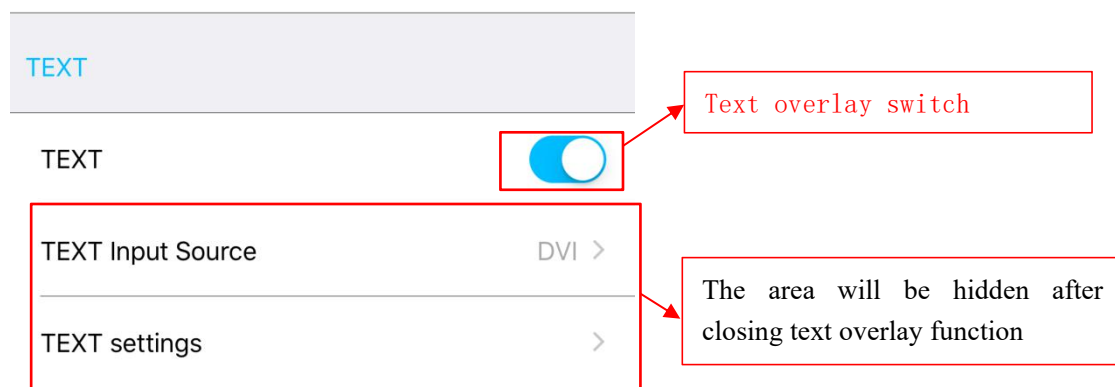 TEXT
Text overlay switch
TEXT
TEXT Input Source
DVI >
The area will be hidden after
closing text overlay function
TEXT settings
>